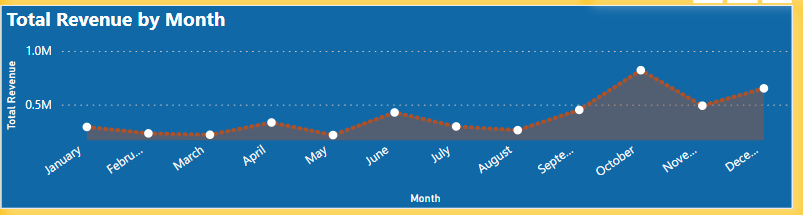 Total Revenue by Month
1.0M
0.5M
Total Revenue
January
Febru...
March
April
May
June
July
August
Septe...
October
Nove...
Dece...
Month